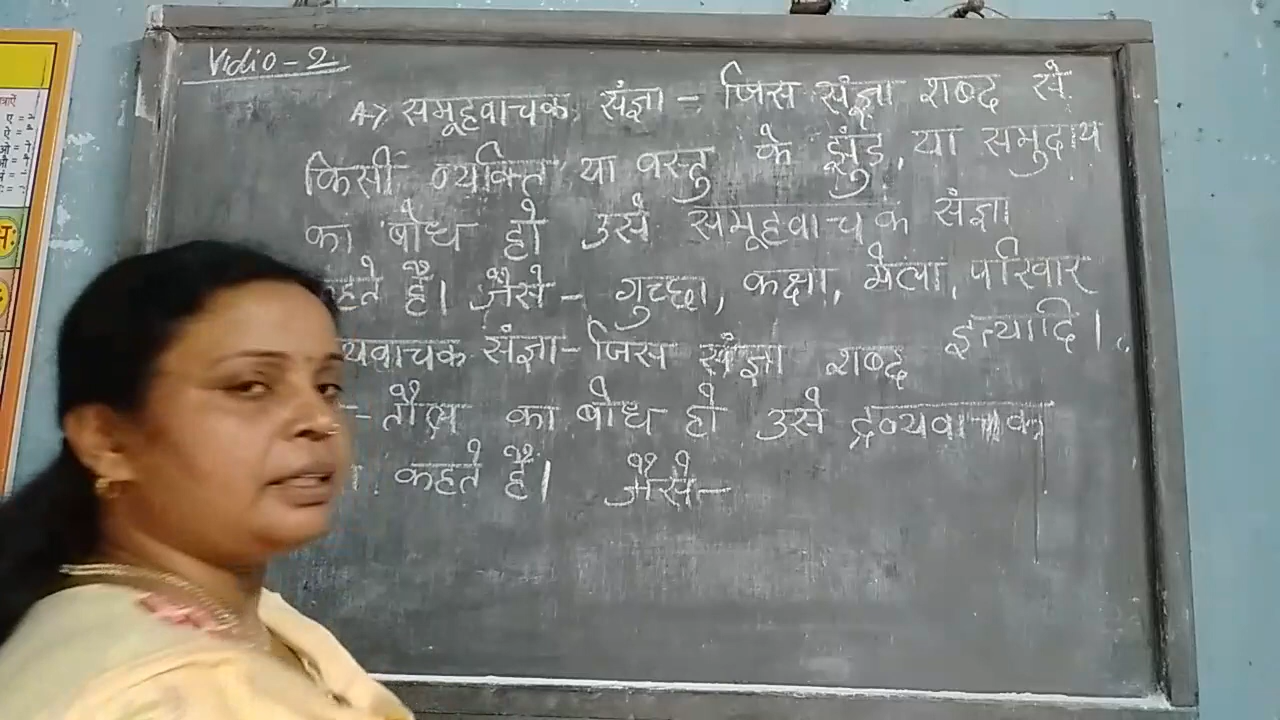 Vidio - 2
4-> समूहवाचक संज्ञा - जिस संज्ञा शब्द से
किसी व्यक्ति या वस्तु के झुंड, या समुदाय
का बोध हो उसे समूहवाचक संज्ञा
कहते हैं। जैसे - गुच्छा, कक्षा, मेला, परिवार
इत्यादि।
यवाचक संज्ञा - जिस संज्ञा शब्द
- तौल का बोध हो उसे द्रव्यवाचक
कहते हैं। जैसे -